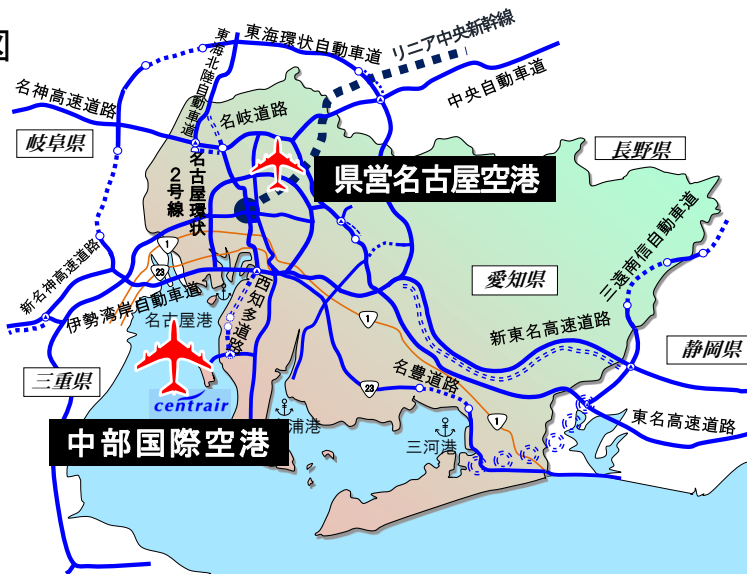 図
リニア中央新幹線
東海環状自動車道
東海北陸自動車道
名神高速道路
中央自動車道
名岐道路
岐阜県
長野県
県営名古屋空港
名古屋環状
2号線
三遠南信自動車道
1
23
新名神高速道路
愛知県
伊勢湾岸自動車道
西知多道路
名古屋港
1
新東名高速道路
静岡県
三重県
23
名豊道路
centrair
1
東名高速道路
中部国際空港
浦港
三河港